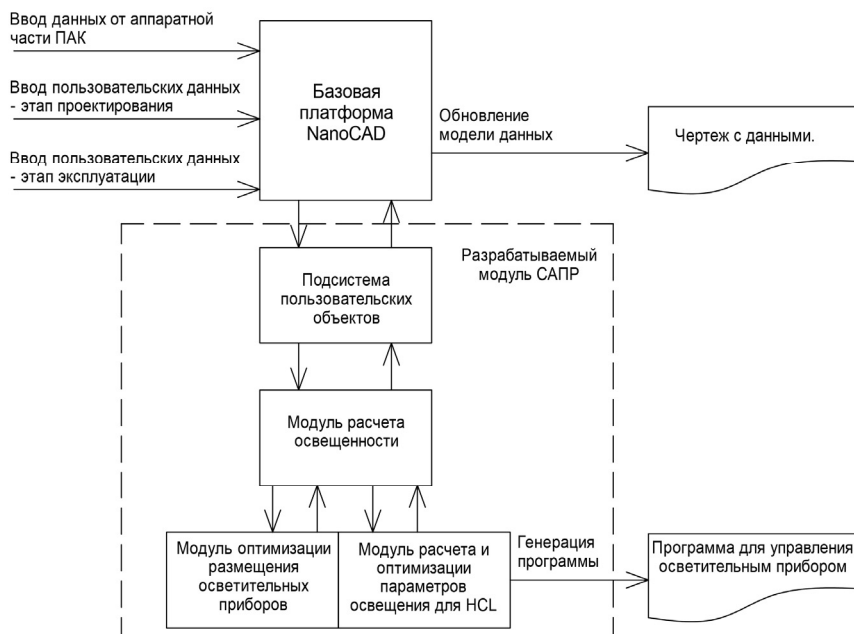 Ввод данных от аппаратной
части ПАК
Ввод пользовательских данных
- этап проектирования
Ввод пользовательских данных
- этап эксплуатации
Базовая
платформа
NanoCAD
Обновление
модели данных
Чертеж с данными.
Разрабатываемый
модуль САПР
Подсистема
пользовательских
объектов
Модуль расчета
освещенности
Модуль оптимизации
размещения
осветительных
приборов
Модуль расчета и
оптимизации
параметров
освещения для HCL
Генерация
программы
Программа для управления
осветительным прибором